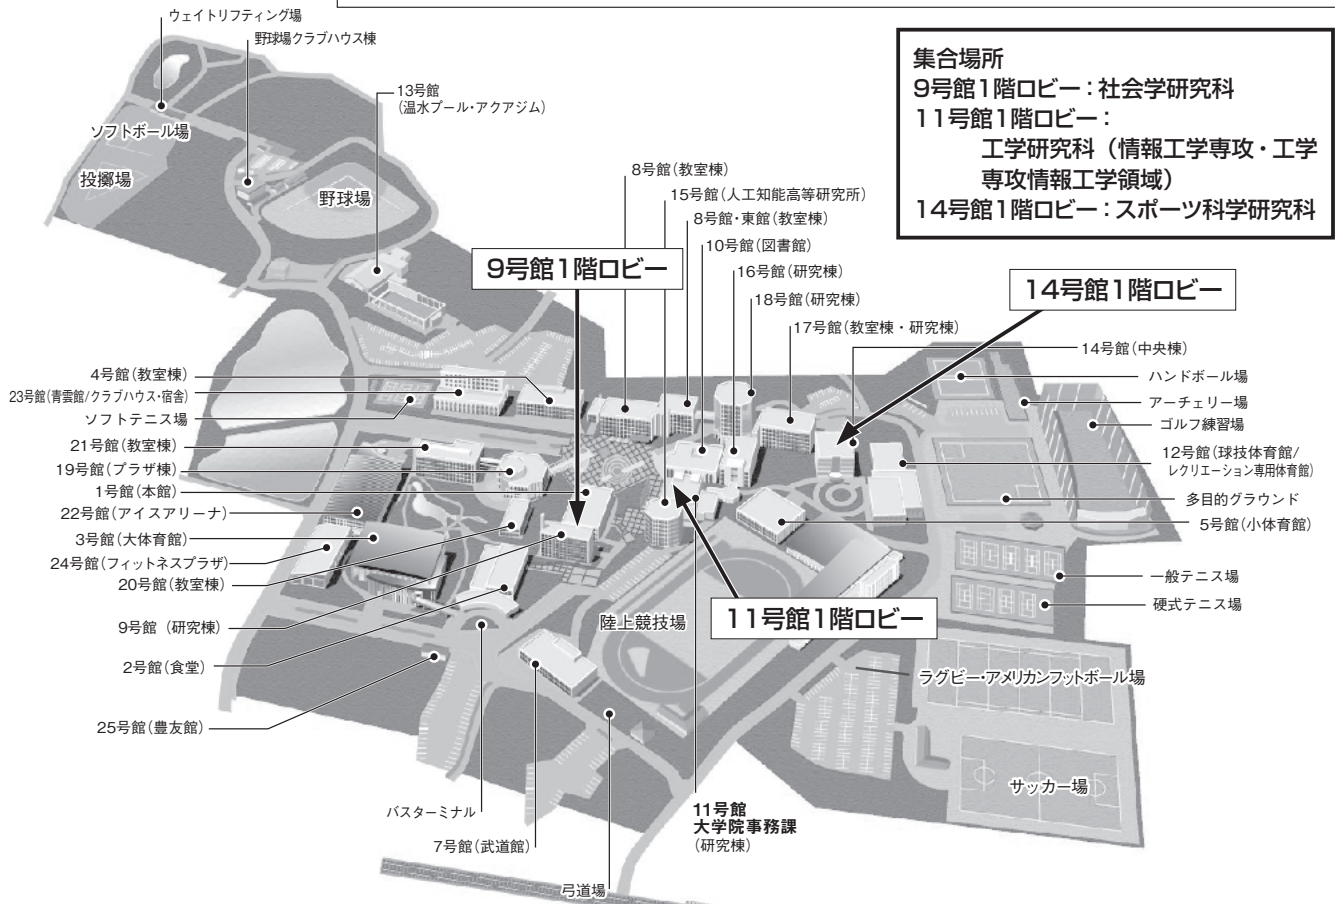 ウェイトリフティング場
野球場クラブハウス棟
13号館
(温水プール・アクアジム)
ソフトボール場
投擲場
野球場
集合場所
9号館1階ロビー：社会学研究科
11号館1階ロビー：
工学研究科（情報工学専攻・工学
専攻情報工学領域）
14号館1階ロビー：スポーツ科学研究科
8号館(教室棟)
15号館(人工知能高等研究所)
8号館・東館(教室棟)
10号館(図書館)
16号館(研究棟)
18号館(研究棟)
17号館(教室棟・研究棟)
9号館1階ロビー
14号館1階ロビー
14号館(中央棟)
ハンドボール場
アーチェリー場
ゴルフ練習場
12号館(球技体育館/
レクリエーション専用体育館)
多目的グラウンド
5号館(小体育館)
一般テニス場
硬式テニス場
4号館(教室棟)
23号館(青雲館/クラブハウス・宿舎)
ソフトテニス場
21号館(教室棟)
19号館(プラザ棟)
1号館(本館)
22号館(アイスアリーナ)
3号館(大体育館)
24号館(フィットネスプラザ)
20号館(教室棟)
9号館（研究棟）
2号館(食堂)
25号館(豊友館)
陸上競技場
11号館1階ロビー
ラグビー・アメリカンフットボール場
サッカー場
バスターミナル
7号館(武道館)
弓道場
11号館
大学院事務課
(研究棟)